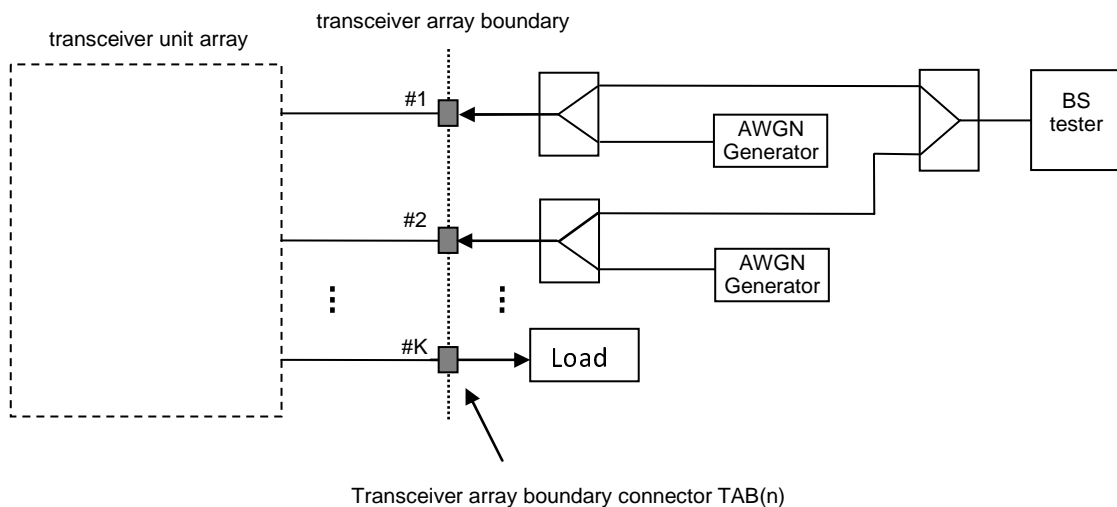 transceiver array boundary
transceiver unit array
#1
AWGN
Generator
BS
tester
#2
AWGN
Generator
#K
Load
Transceiver array boundary connector TAB(n)